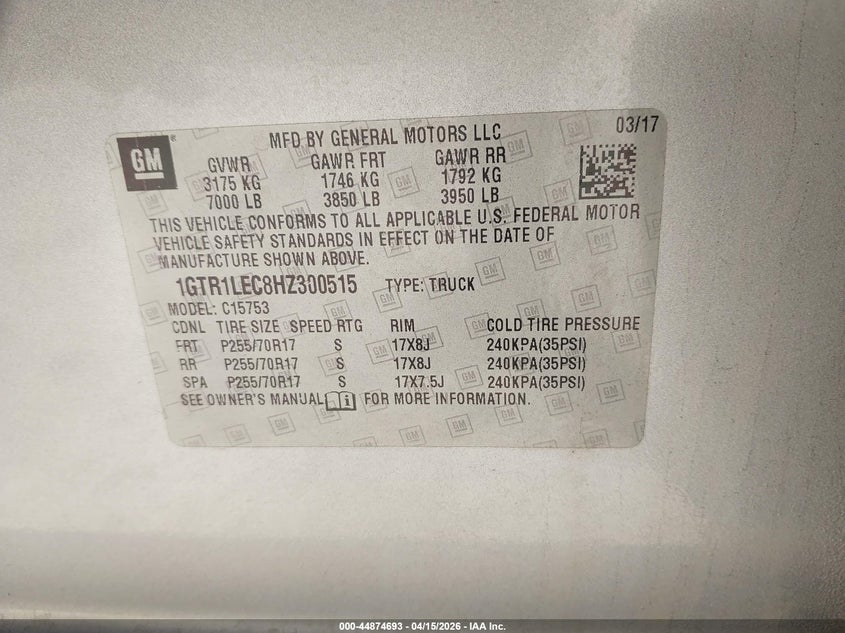 MFD BY GENERAL MOTORS LLC 03/17
GM
GVWR GAWR FRT GAWR RR
3175 KG 1746 KG 1792 KG
7000 LB 3850 LB 3950 LB
THIS VEHICLE CONFORMS TO ALL APPLICABLE U.S. FEDERAL MOTOR
VEHICLE SAFETY STANDARDS IN EFFECT ON THE DATE OF
MANUFACTURE SHOWN ABOVE.
1GTR1LEC8HZ300515 TYPE: TRUCK
MODEL: C15753
CDNL TIRE SIZE SPEED RTG RIM COLD TIRE PRESSURE
FRT P255/70R17 S 17X8J 240KPA(35PSI)
RR P255/70R17 S 17X8J 240KPA(35PSI)
SPA P255/70R17 S 17X7.5J 240KPA(35PSI)
SEE OWNER'S MANUAL i FOR MORE INFORMATION.
000-44874693 - 04/15/2026 - IAA Inc.